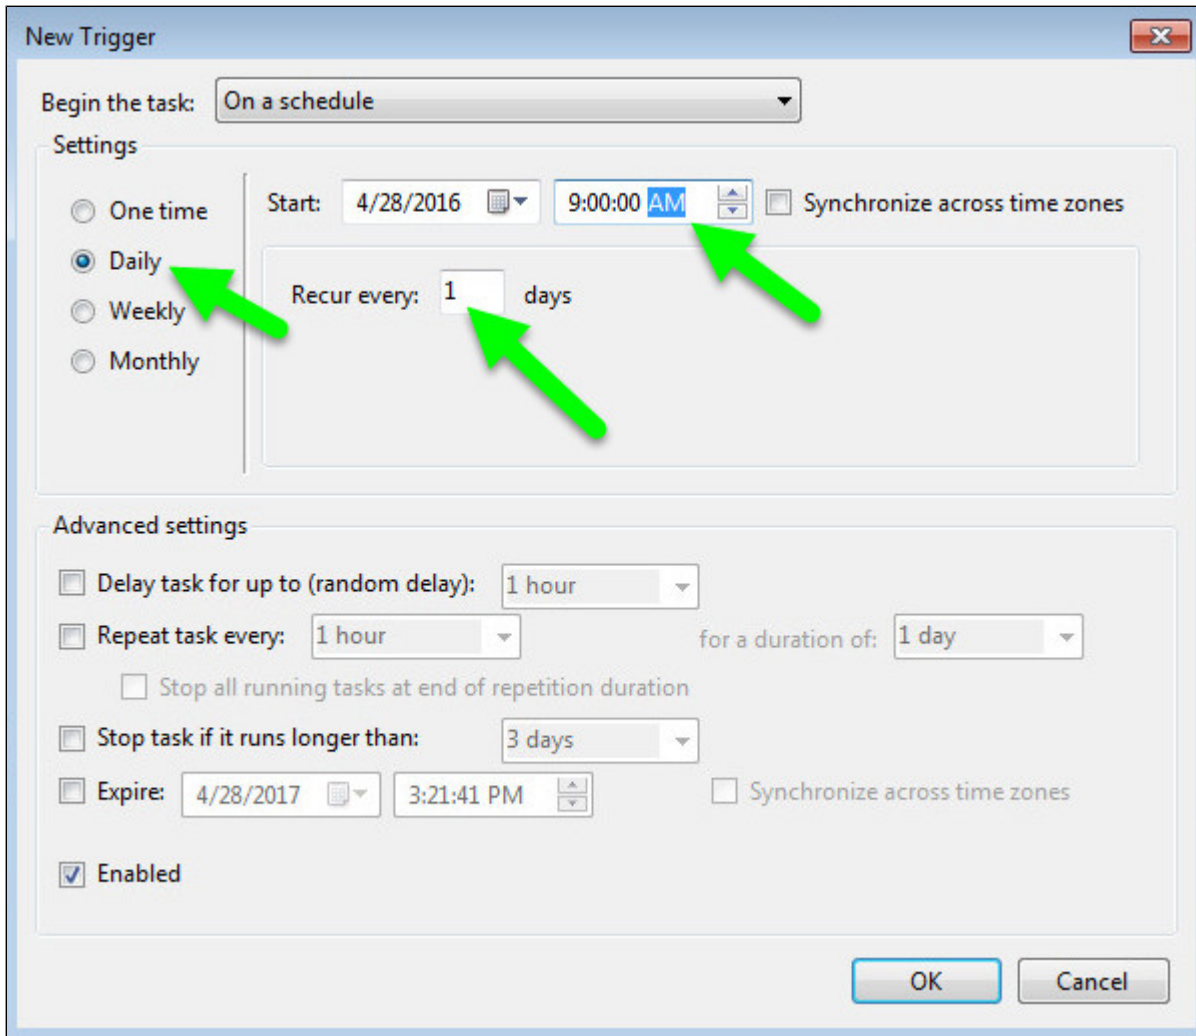 New Trigger
Begin the task: On a schedule
Settings
One time
Start: 4/28/2016 9:00:00 AM Synchronize across time zones
Daily
Recur every: 1 days
Weekly
Monthly
Advanced settings
Delay task for up to (random delay): 1 hour
Repeat task every: 1 hour for a duration of: 1 day
Stop all running tasks at end of repetition duration
Stop task if it runs longer than: 3 days
Expire: 4/28/2017 3:21:41 PM Synchronize across time zones
Enabled
OK Cancel